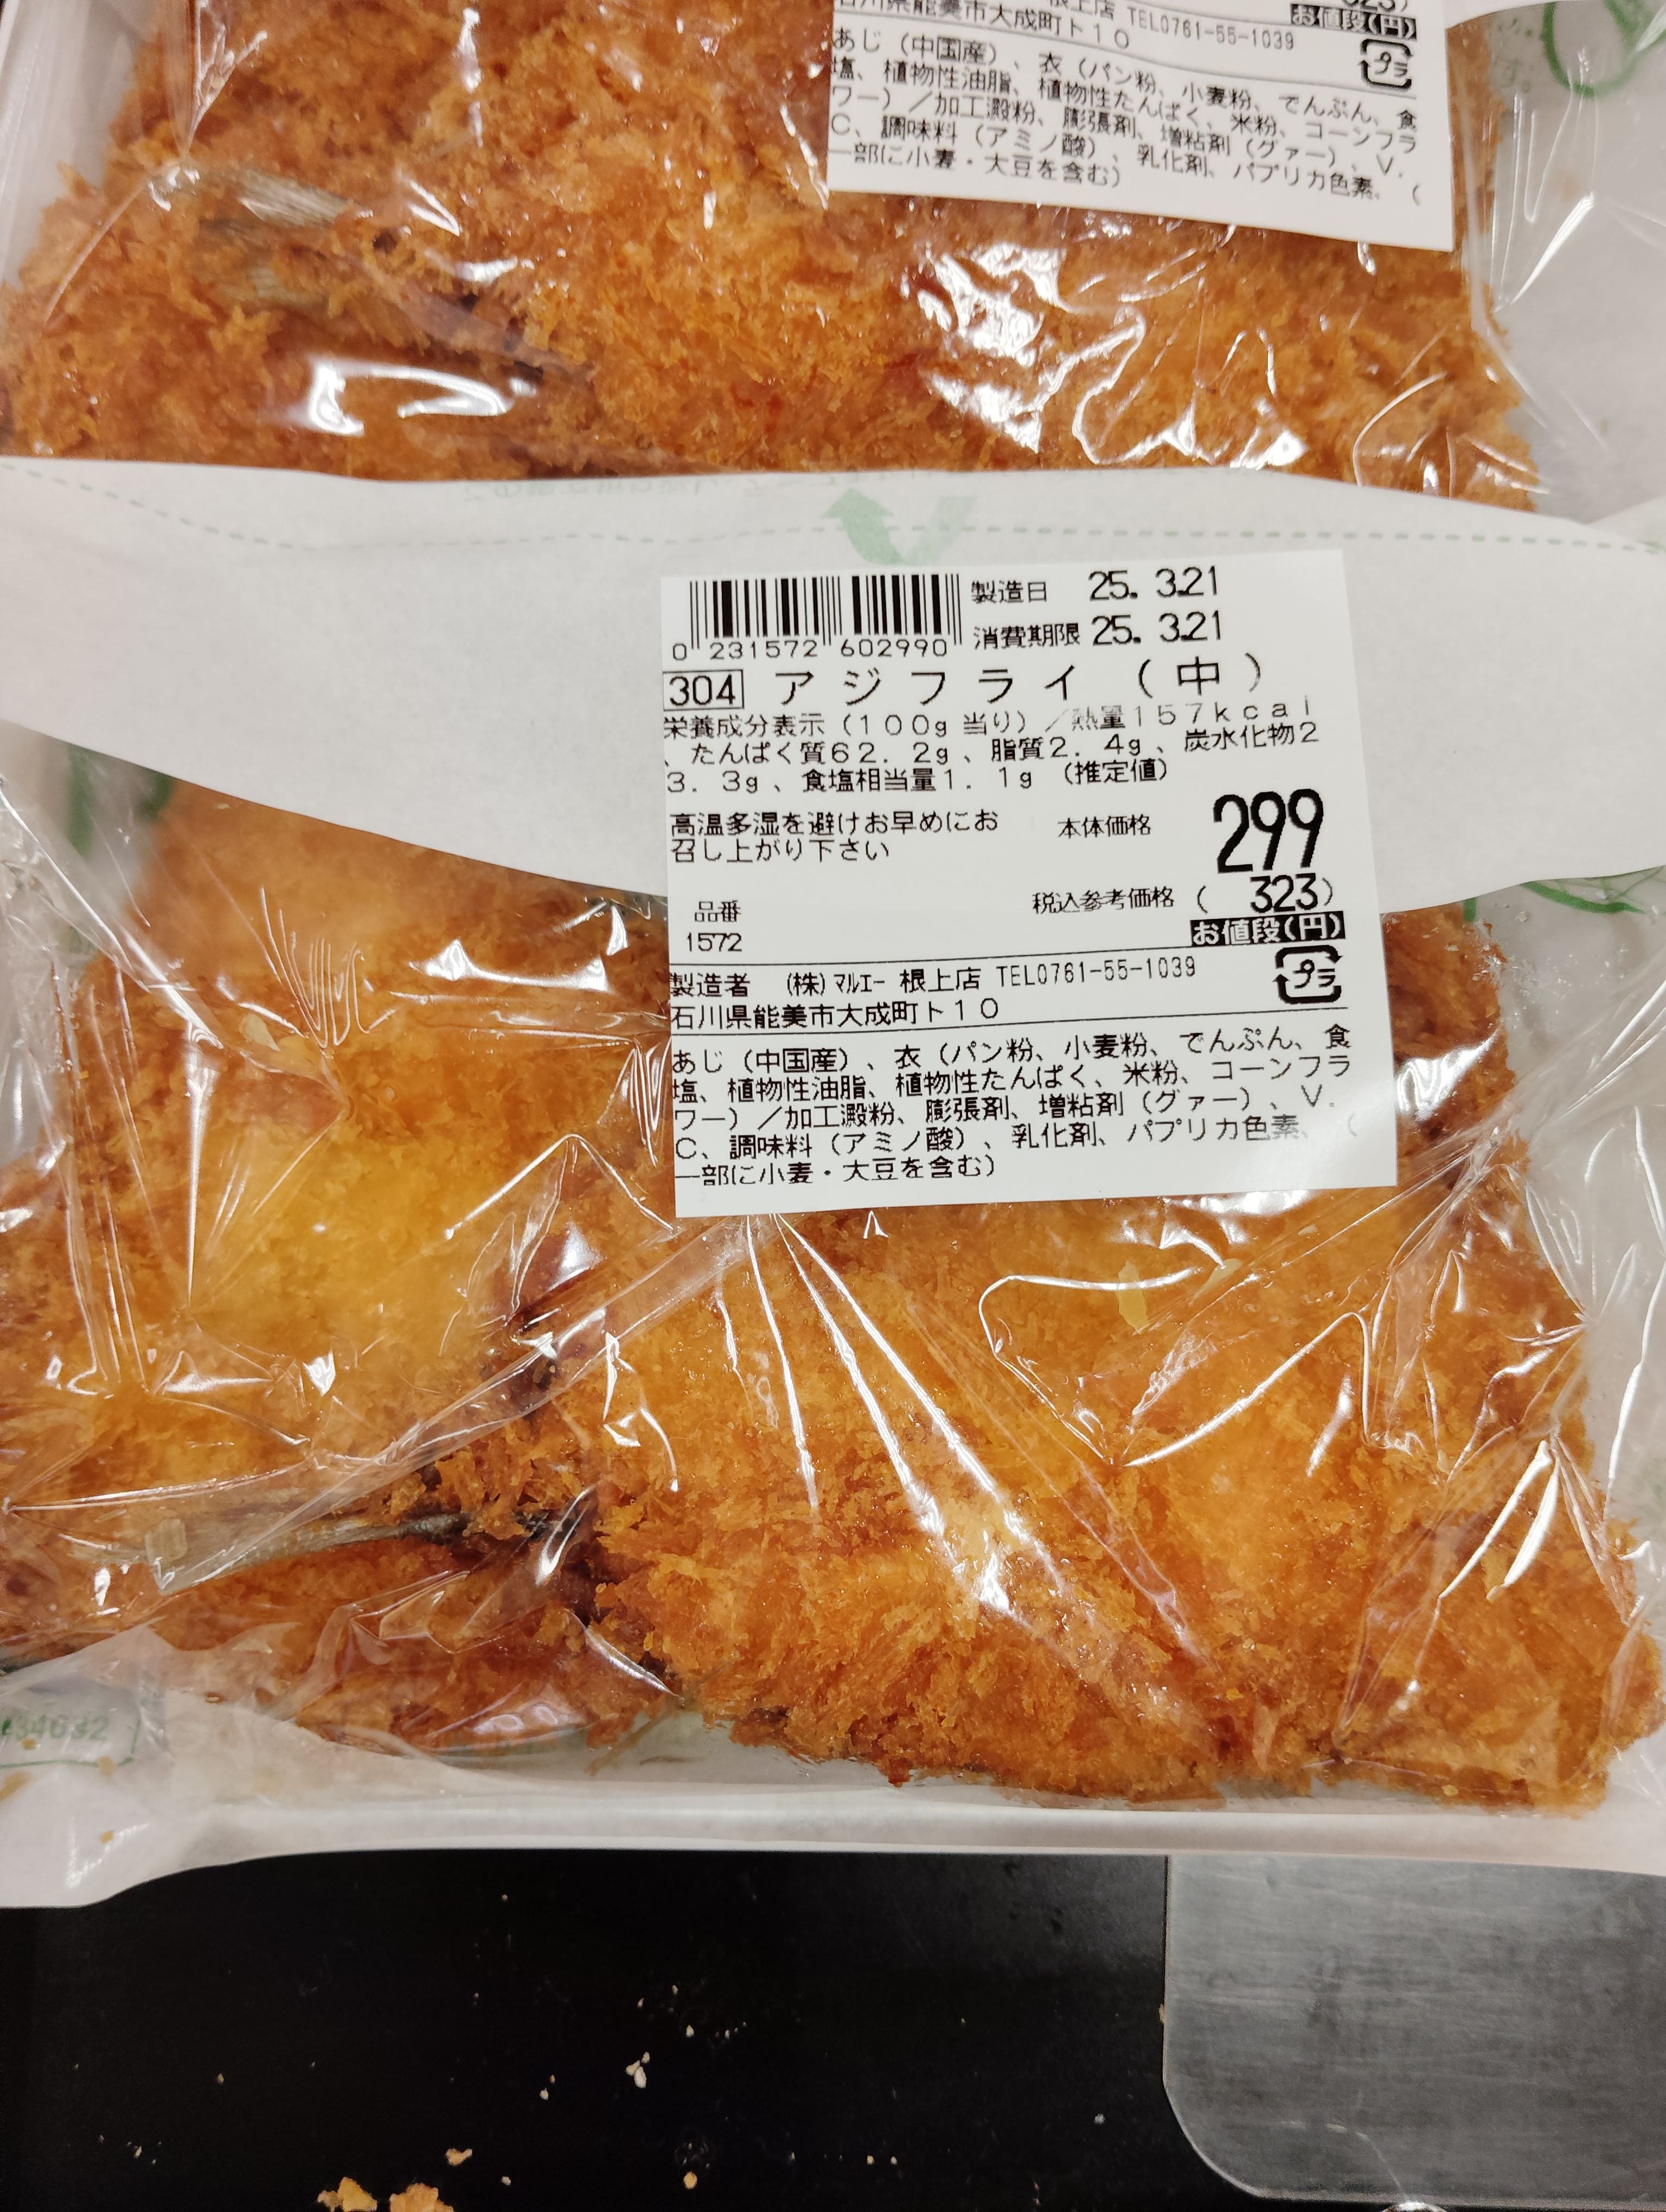 根上店 TEL0761-55-1039
石川県能美市大成町ト10
お値段(円)
プラ
あじ(中国産)、衣(パン粉、小麦粉、でんぷん、食
塩、植物性油脂、植物性たんぱく、米粉、コーンフラ
ワー)/加工澱粉、膨張剤、増粘剤(グァー)、V.
C、調味料(アミノ酸)、乳化剤、パプリカ色素、(
一部に小麦・大豆を含む)
製造日 25. 3.21
消費期限 25. 3.21
0 231572 602990
304 アジフライ(中)
栄養成分表示(100g当り)/熱量157kcal
、たんぱく質62.2g、脂質2.4g、炭水化物2
3.3g、食塩相当量1.1g(推定値)
高温多湿を避けお早めにお
召し上がり下さい
本体価格 299
税込参考価格 ( 323)
お値段(円)
品番
1572
製造者 (株)マルエー 根上店 TEL0761-55-1039
石川県能美市大成町ト10
プラ
あじ(中国産)、衣(パン粉、小麦粉、でんぷん、食
塩、植物性油脂、植物性たんぱく、米粉、コーンフラ
ワー)/加工澱粉、膨張剤、増粘剤(グァー)、V.
C、調味料(アミノ酸)、乳化剤、パプリカ色素、(
一部に小麦・大豆を含む)